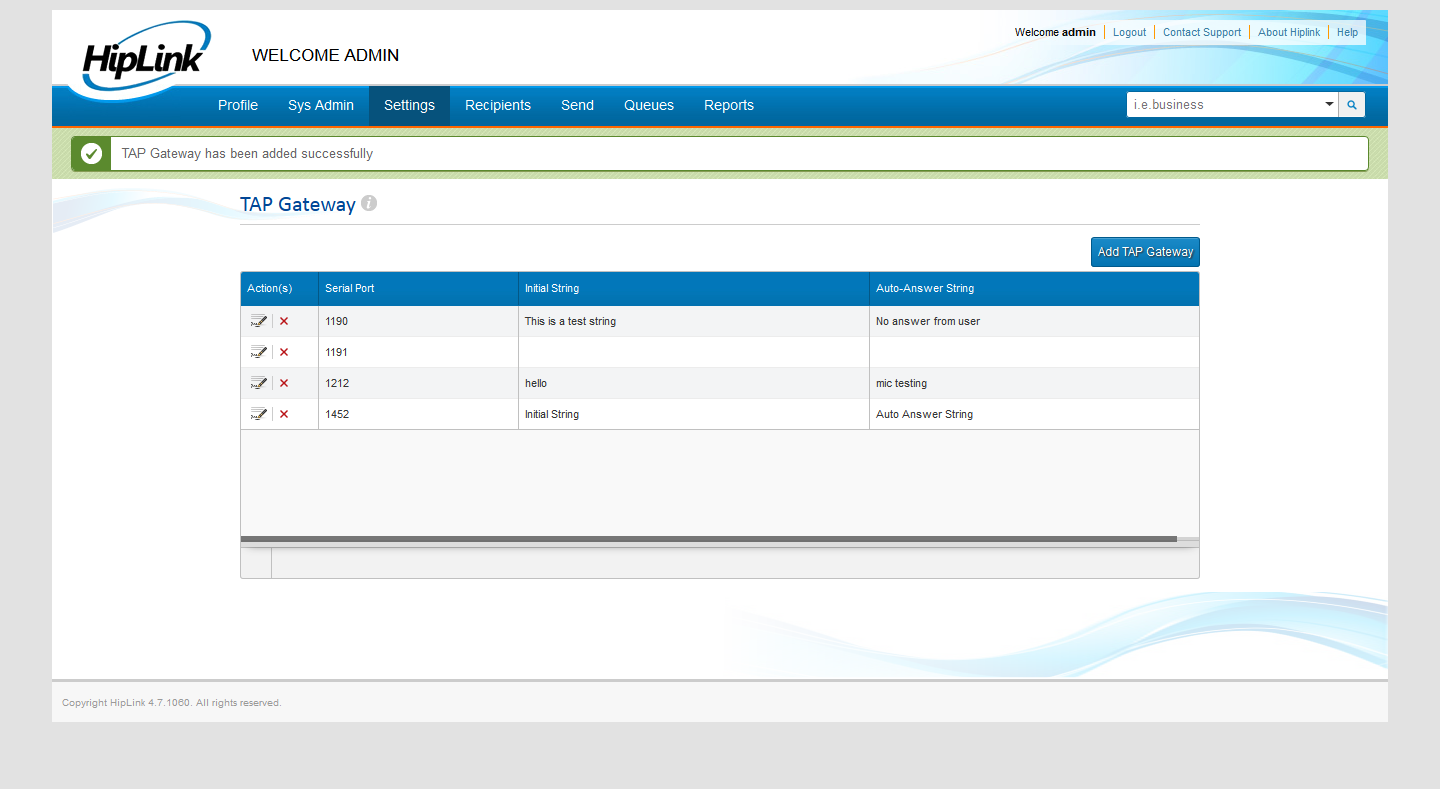 HipLink
WELCOME ADMIN
Welcome admin Logout Contact Support About Hiplink Help
Profile Sys Admin Settings Recipients Send Queues Reports i.e.business
TAP Gateway has been added successfully
TAP Gateway i
Add TAP Gateway
Action(s) Serial Port Initial String Auto-Answer String
1190 This is a test string No answer from user
1191
1212 hello mic testing
1452 Initial String Auto Answer String
Copyright HipLink 4.7.1060. All rights reserved.